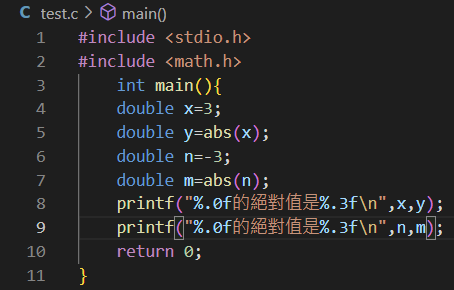 test.c > main()
1 #include <stdio.h>
2 #include <math.h>
3 int main(){
4 double x=3;
5 double y=abs(x);
6 double n=-3;
7 double m=abs(n);
8 printf("%.0f的絕對值是%.3f\n",x,y);
9 printf("%.0f的絕對值是%.3f\n",n,m);
10 return 0;
11 }